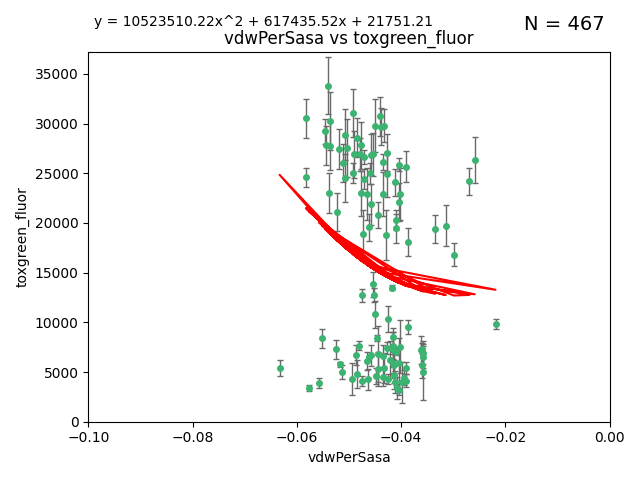 y = 10523510.22x^2 + 617435.52x + 21751.21
N = 467
vdwPerSasa vs toxgreen_fluor
toxgreen_fluor
35000
30000
25000
20000
15000
10000
5000
0
−0.10
−0.08
−0.06
−0.04
−0.02
0.00
vdwPerSasa